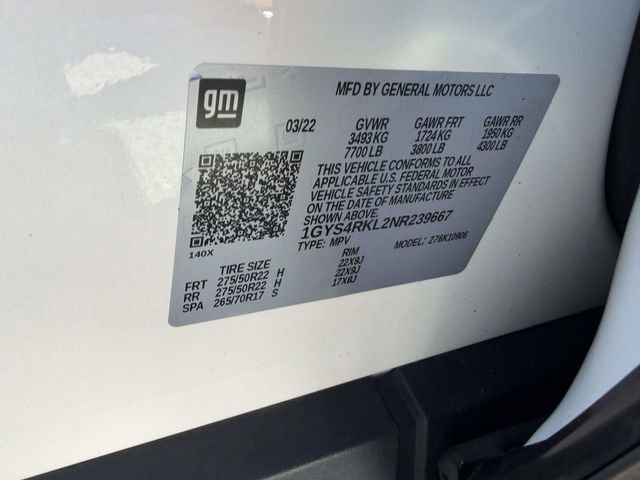 gm
MFD BY GENERAL MOTORS LLC
03/22 GVWR GAWR FRT GAWR RR
3493 KG 1724 KG 1950 KG
7700 LB 3800 LB 4300 LB
THIS VEHICLE CONFORMS TO ALL
APPLICABLE U.S. FEDERAL MOTOR
VEHICLE SAFETY STANDARDS IN EFFECT
ON THE DATE OF MANUFACTURE
SHOWN ABOVE.
1GYS4RKL2NR239667
140X TYPE: MPV MODEL: 276K10906
TIRE SIZE RIM
FRT 275/50R22 H 22X9J
RR 275/50R22 H 22X9J
SPA 265/70R17 S 17X8J